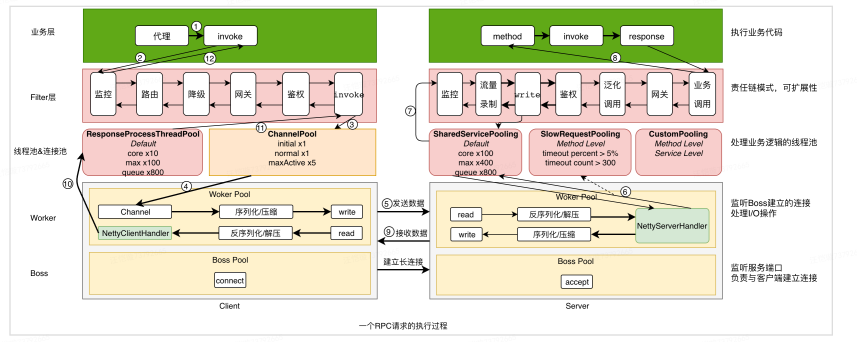 业务层
代理
①
invoke
method
invoke
response
执行业务代码
②
⑫
⑧
Filter层
监控
路由
降级
网关
鉴权
invoke
监控
流量
录制
write
鉴权
泛化
调用
网关
业务
调用
责任链模式，可扩展性
⑪
③
⑦
线程池&连接池
ResponseProcessThreadPool
Default
core x10
max x100
queue x800
ChannelPool
initial x1
normal x1
maxActive x5
SharedServicePooling
Default
core x100
max x400
queue x800
SlowRequestPooling
Method Level
timeout percent > 5%
timeout count > 300
CustomPooling
Method Level
Service Level
处理业务逻辑的线程池
⑩
④
⑥
Worker
Woker Pool
Channel
序列化/压缩
write
NettyClientHandler
反序列化/解压
read
⑤发送数据
⑨接收数据
Woker Pool
read
反序列化/解压
write
序列化/压缩
NettyServerHandler
监听Boss建立的连接
处理I/O操作
Boss
Boss Pool
connect
建立长连接
Boss Pool
accept
监听服务端口
负责与客户端建立连接
Client
Server
一个RPC请求的执行过程